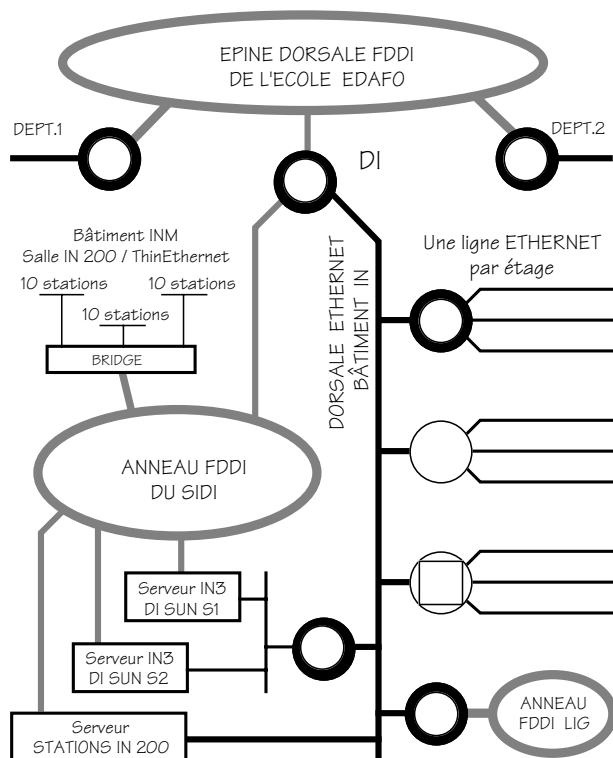 EPINE DORSALE FDDI
DE L'ECOLE EDAFO
DEPT.1
DEPT.2
DI
Bâtiment INM
Salle IN 200 / ThinEthernet
10 stations
10 stations
10 stations
BRIDGE
Une ligne ETHERNET
par étage
DORSALE ETHERNET
BÂTIMENT IN
ANNEAU FDDI
DU SIDI
Serveur IN3
DI SUN S1
Serveur IN3
DI SUN S2
Serveur
STATIONS IN 200
ANNEAU
FDDI LIG